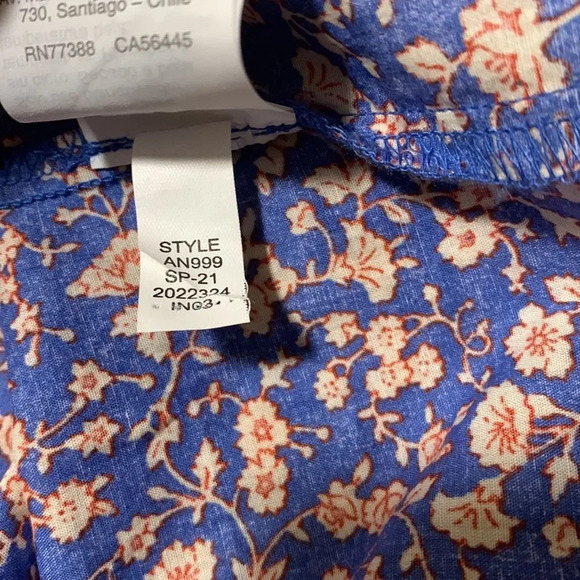 730, Santiago – Chile
RN77388 CA56445
STYLE
AN999
SP-21
2022324